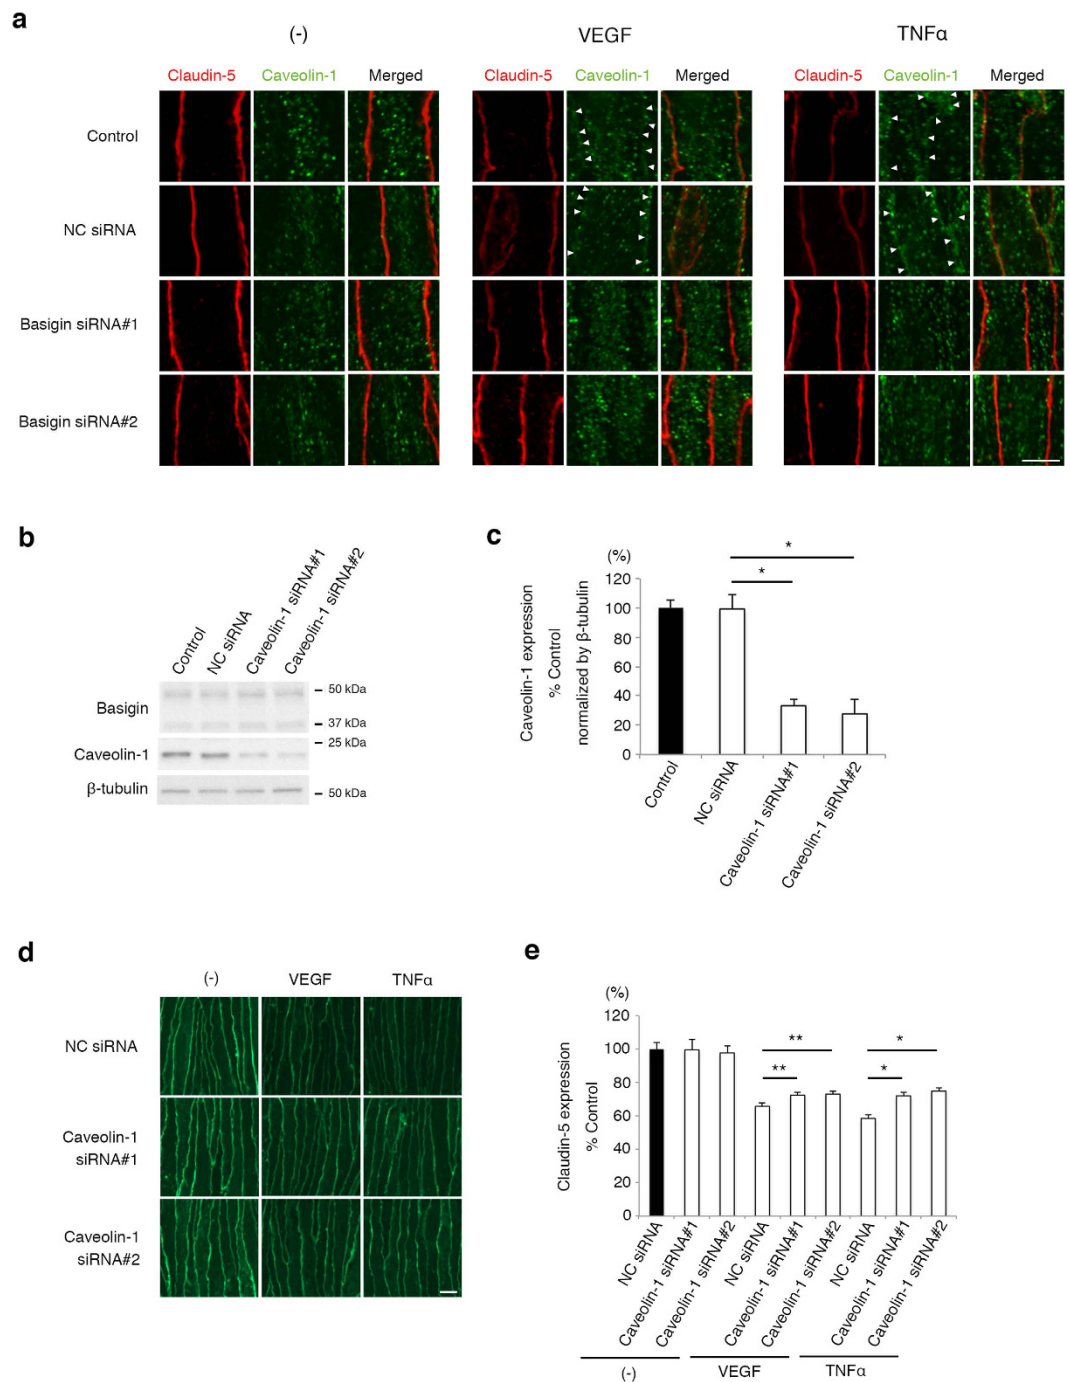 a
(-)
VEGF
TNFα
Claudin-5 Caveolin-1 Merged
Claudin-5 Caveolin-1 Merged
Claudin-5 Caveolin-1 Merged
Control
NC siRNA
Basigin siRNA#1
Basigin siRNA#2
b
Control
NC siRNA
Caveolin-1 siRNA#1
Caveolin-1 siRNA#2
Basigin
Caveolin-1
β-tubulin
50 kDa
37 kDa
25 kDa
50 kDa
c
(%)
Caveolin-1 expression
% Control
normalized by β-tubulin
120
100
80
60
40
20
0
*
*
Control
NC siRNA
Caveolin-1 siRNA#1
Caveolin-1 siRNA#2
d
(-)
VEGF
TNFα
NC siRNA
Caveolin-1
siRNA#1
Caveolin-1
siRNA#2
e
(%)
Claudin-5 expression
% Control
120
100
80
60
40
20
0
**
**
*
*
NC siRNA
Caveolin-1 siRNA#1
Caveolin-1 siRNA#2
NC siRNA
Caveolin-1 siRNA#1
Caveolin-1 siRNA#2
NC siRNA
Caveolin-1 siRNA#1
Caveolin-1 siRNA#2
(-)
VEGF
TNFα